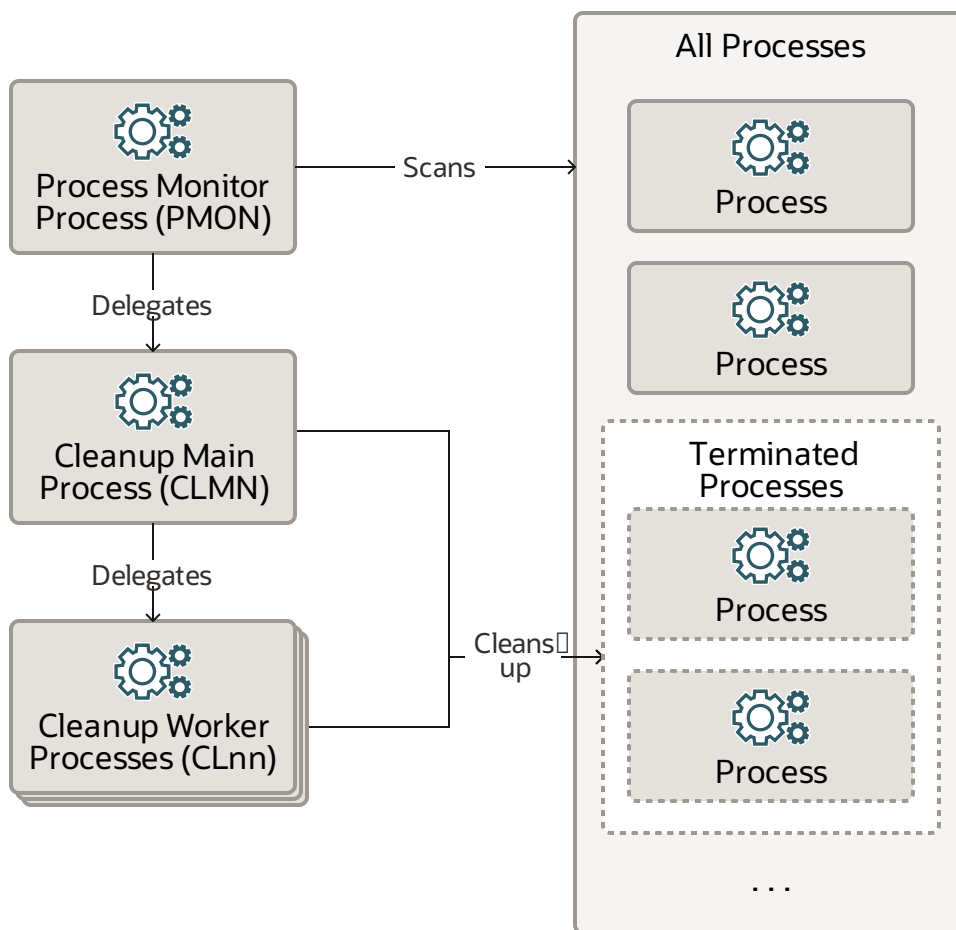 All Processes
Process Monitor
Process (PMON)
Scans
Process
Delegates
Process
Cleanup Main
Process (CLMN)
Terminated
Processes
Process
Delegates
Cleans
up
Cleanup Worker
Processes (CLnn)
Process
...